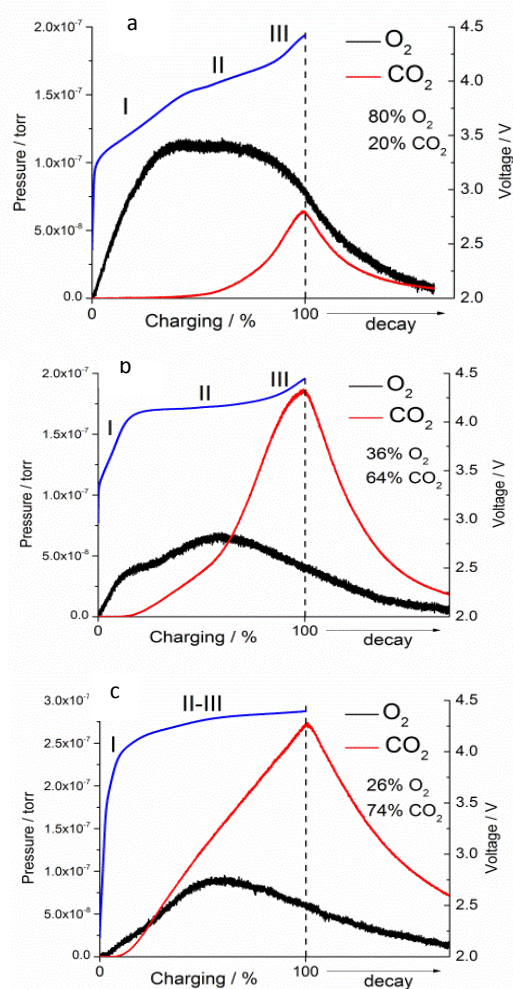 a
2.0x10⁻⁷
1.5x10⁻⁷
1.0x10⁻⁷
5.0x10⁻⁸
0.0
Pressure / torr
I
II
III
O₂
CO₂
80% O₂
20% CO₂
4.5
4.0
3.5
3.0
2.5
2.0
Voltage / V
0
100
Charging / %
decay
b
2.0x10⁻⁷
1.5x10⁻⁷
1.0x10⁻⁷
5.0x10⁻⁸
0.0
Pressure / torr
I
II
III
O₂
CO₂
36% O₂
64% CO₂
4.5
4.0
3.5
3.0
2.5
2.0
Voltage / V
0
100
Charging / %
decay
c
3.0x10⁻⁷
2.5x10⁻⁷
2.0x10⁻⁷
1.5x10⁻⁷
1.0x10⁻⁷
5.0x10⁻⁸
0.0
Pressure / torr
I
II-III
O₂
CO₂
26% O₂
74% CO₂
4.5
4.0
3.5
3.0
2.5
2.0
Voltage / V
0
100
Charging / %
decay